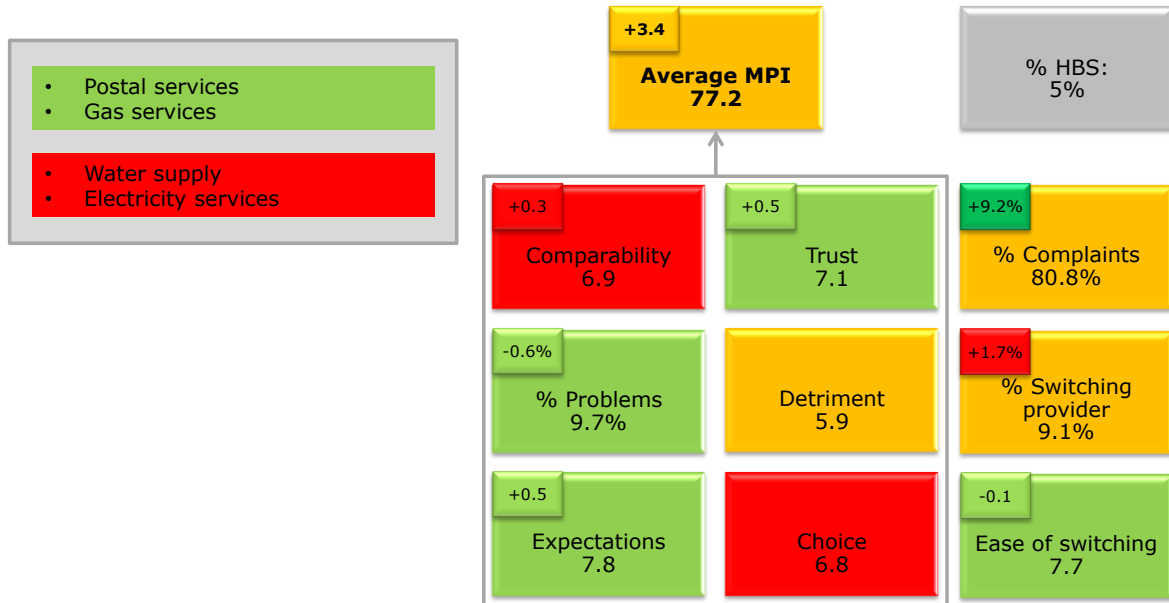 • Postal services
• Gas services
• Water supply
• Electricity services
+3.4
Average MPI
77.2
% HBS:
5%
+0.3
Comparability
6.9
+0.5
Trust
7.1
+9.2%
% Complaints
80.8%
-0.6%
% Problems
9.7%
Detriment
5.9
+1.7%
% Switching
provider
9.1%
+0.5
Expectations
7.8
Choice
6.8
-0.1
Ease of switching
7.7